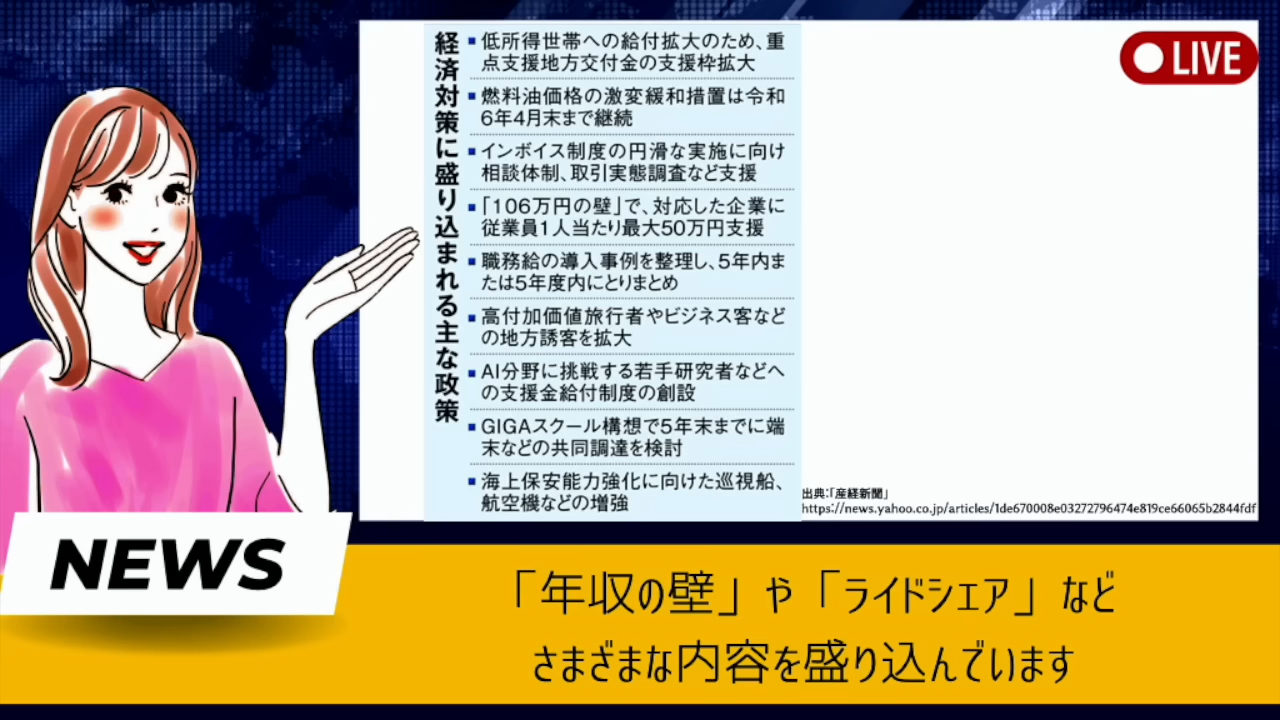 経済対策に盛り込まれる主な政策
■低所得世帯への給付拡大のため、重
点支援地方交付金の支援枠拡大
■燃料油価格の激変緩和措置は令和
6年4月末まで継続
■インボイス制度の円滑な実施に向け
相談体制、取引実態調査など支援
■「106万円の壁」で、対応した企業に
従業員1人当たり最大50万円支援
■職務給の導入事例を整理し、5年内ま
たは5年度内にとりまとめ
■高付加価値旅行者やビジネス客など
の地方誘客を拡大
■AI分野に挑戦する若手研究者などへ
の支援金給付制度の創設
■GIGAスクール構想で5年末までに端
末などの共同調達を検討
■海上保安能力強化に向けた巡視船、
航空機などの増強
出典:「産経新聞」
https://news.yahoo.co.jp/articles/1de670008e03272796474e819ce66065b2844fdf
LIVE
NEWS
「年収の壁」や「ライドシェア」など
さまざまな内容を盛り込んでいます